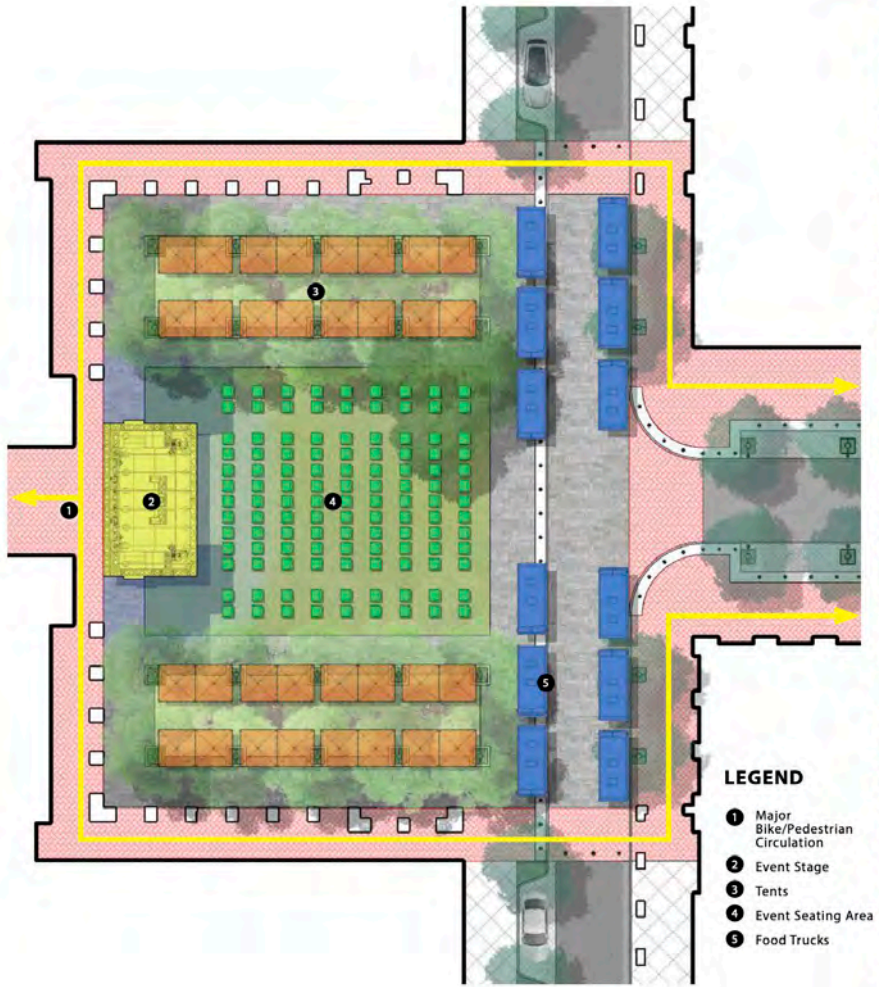 3
2
4
1
5
LEGEND
1 Major
Bike/Pedestrian
Circulation
2 Event Stage
3 Tents
4 Event Seating Area
5 Food Trucks